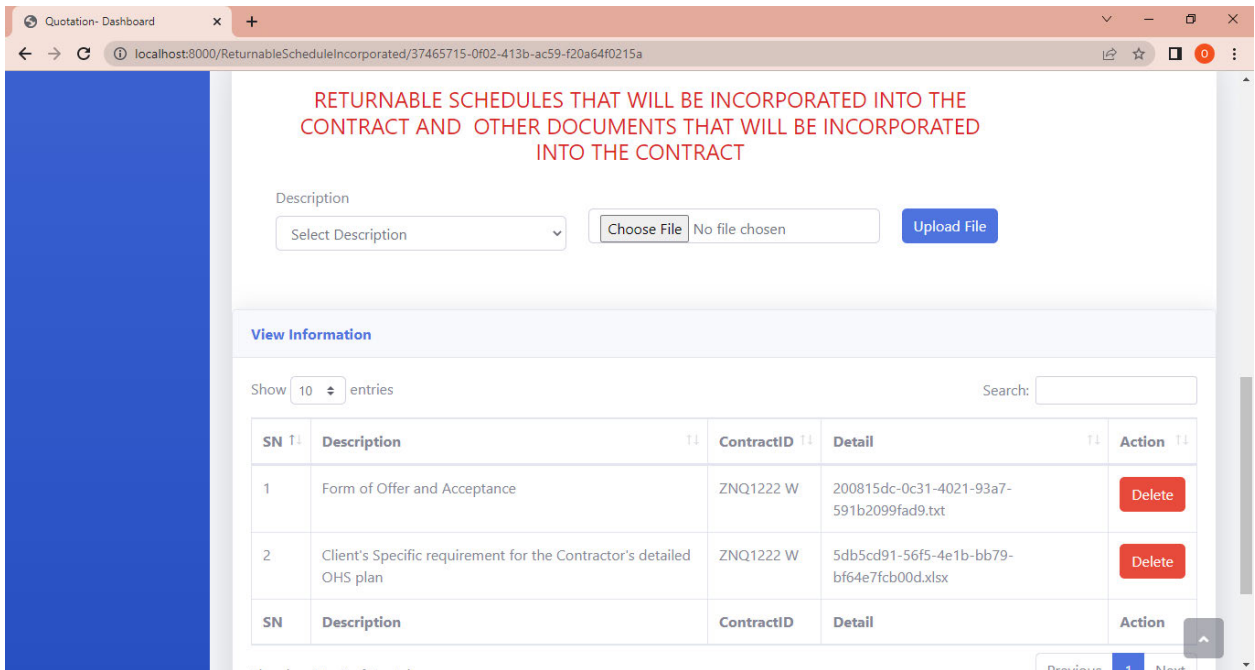 Quotation- Dashboard
localhost:8000/ReturnableScheduleIncorporated/37465715-0f02-413b-ac59-f20a64f0215a
O
RETURNABLE SCHEDULES THAT WILL BE INCORPORATED INTO THE
CONTRACT AND OTHER DOCUMENTS THAT WILL BE INCORPORATED
INTO THE CONTRACT
Description
Select Description
Choose File No file chosen
Upload File
View Information
Show 10 entries
Search:
SN Description ContractID Detail Action
1 Form of Offer and Acceptance ZNQ1222 W 200815dc-0c31-4021-93a7-
591b2099fad9.txt Delete
2 Client's Specific requirement for the Contractor's detailed
OHS plan ZNQ1222 W 5db5cd91-56f5-4e1b-bb79-
bf64e7fcb00d.xlsx Delete
SN Description ContractID Detail Action
Previous 1 Next